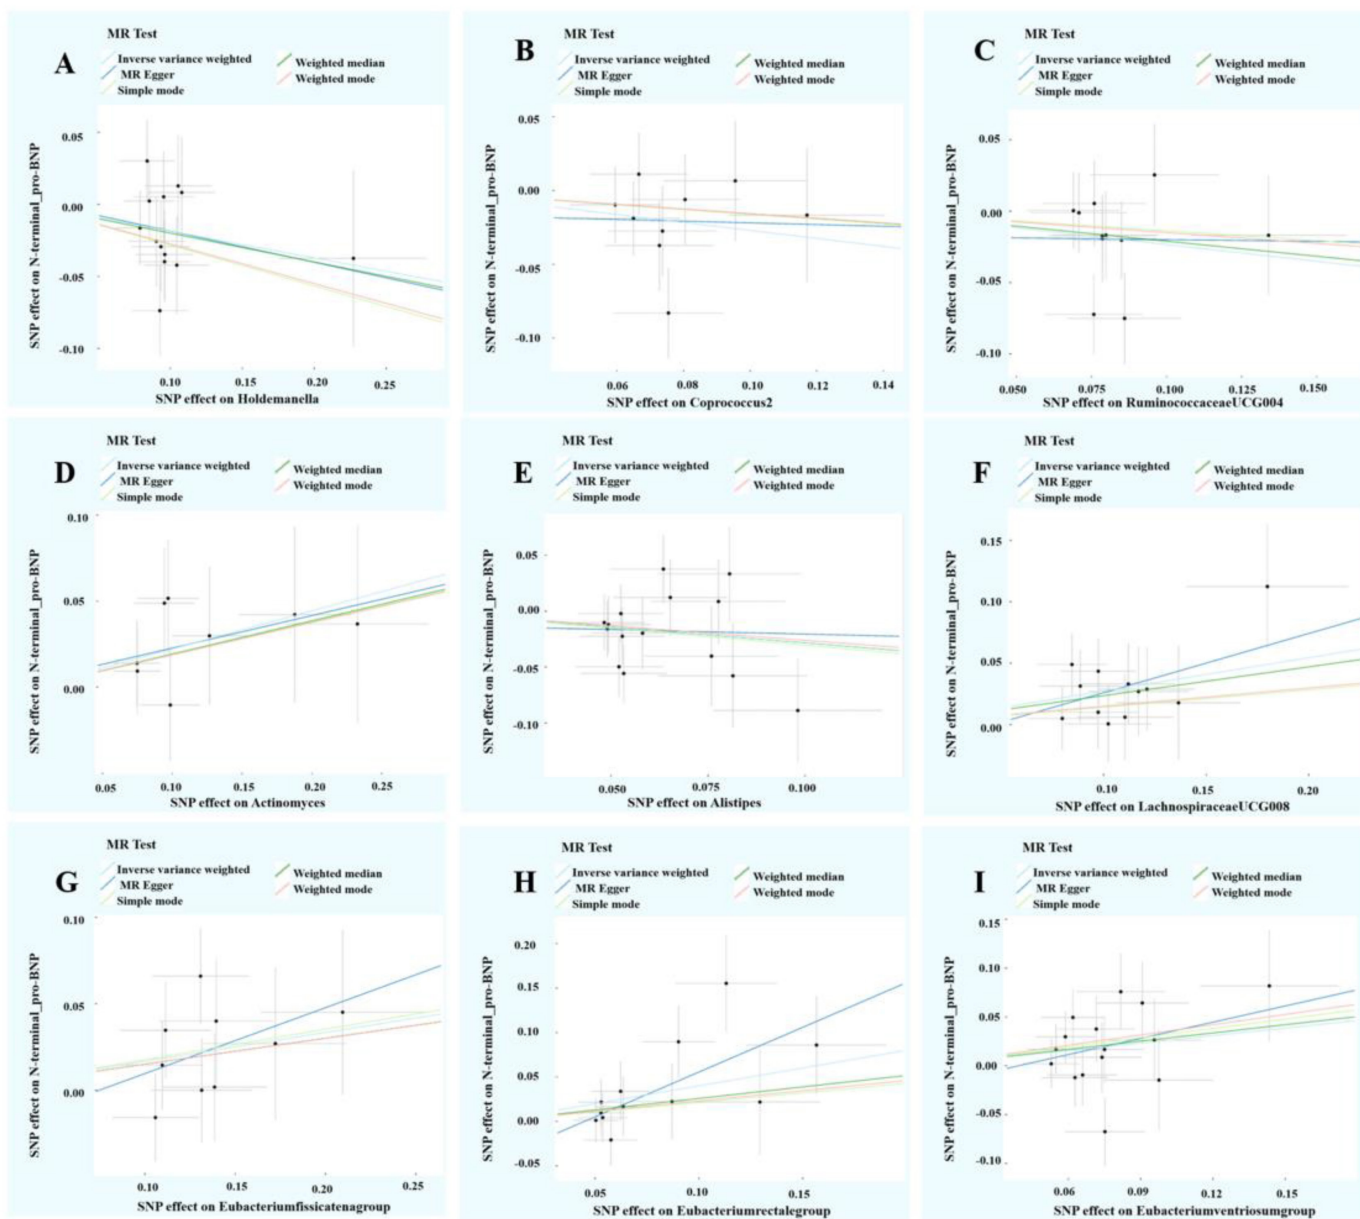 A
MR Test
Inverse variance weighted
MR Egger
Simple mode
Weighted median
Weighted mode
SNP effect on N-terminal_pro-BNP
0.05
0.00
-0.05
-0.10
0.10
0.15
0.20
0.25
SNP effect on Holdemanella
B
MR Test
Inverse variance weighted
MR Egger
Simple mode
Weighted median
Weighted mode
SNP effect on N-terminal_pro-BNP
0.05
0.00
-0.05
-0.10
0.06
0.08
0.10
0.12
0.14
SNP effect on Coprococcus2
C
MR Test
Inverse variance weighted
MR Egger
Simple mode
Weighted median
Weighted mode
SNP effect on N-terminal_pro-BNP
0.05
0.00
-0.05
-0.10
0.050
0.075
0.100
0.125
0.150
SNP effect on RuminococcaceaeUCG004
D
MR Test
Inverse variance weighted
MR Egger
Simple mode
Weighted median
Weighted mode
SNP effect on N-terminal_pro-BNP
0.10
0.05
0.00
0.05
0.10
0.15
0.20
0.25
SNP effect on Actinomyces
E
MR Test
Inverse variance weighted
MR Egger
Simple mode
Weighted median
Weighted mode
SNP effect on N-terminal_pro-BNP
0.05
0.00
-0.05
-0.10
0.050
0.075
0.100
SNP effect on Alistipes
F
MR Test
Inverse variance weighted
MR Egger
Simple mode
Weighted median
Weighted mode
SNP effect on N-terminal_pro-BNP
0.15
0.10
0.05
0.00
0.10
0.15
0.20
SNP effect on LachnospiraceaeUCG008
G
MR Test
Inverse variance weighted
MR Egger
Simple mode
Weighted median
Weighted mode
SNP effect on N-terminal_pro-BNP
0.10
0.05
0.00
0.10
0.15
0.20
0.25
SNP effect on Eubacteriumfissicatenagroup
H
MR Test
Inverse variance weighted
MR Egger
Simple mode
Weighted median
Weighted mode
SNP effect on N-terminal_pro-BNP
0.20
0.15
0.10
0.05
0.00
-0.05
0.05
0.10
0.15
SNP effect on Eubacteriumrectalegroup
I
MR Test
Inverse variance weighted
MR Egger
Simple mode
Weighted median
Weighted mode
SNP effect on N-terminal_pro-BNP
0.15
0.10
0.05
0.00
-0.05
-0.10
0.06
0.09
0.12
0.15
SNP effect on Eubacteriumventriosumgroup